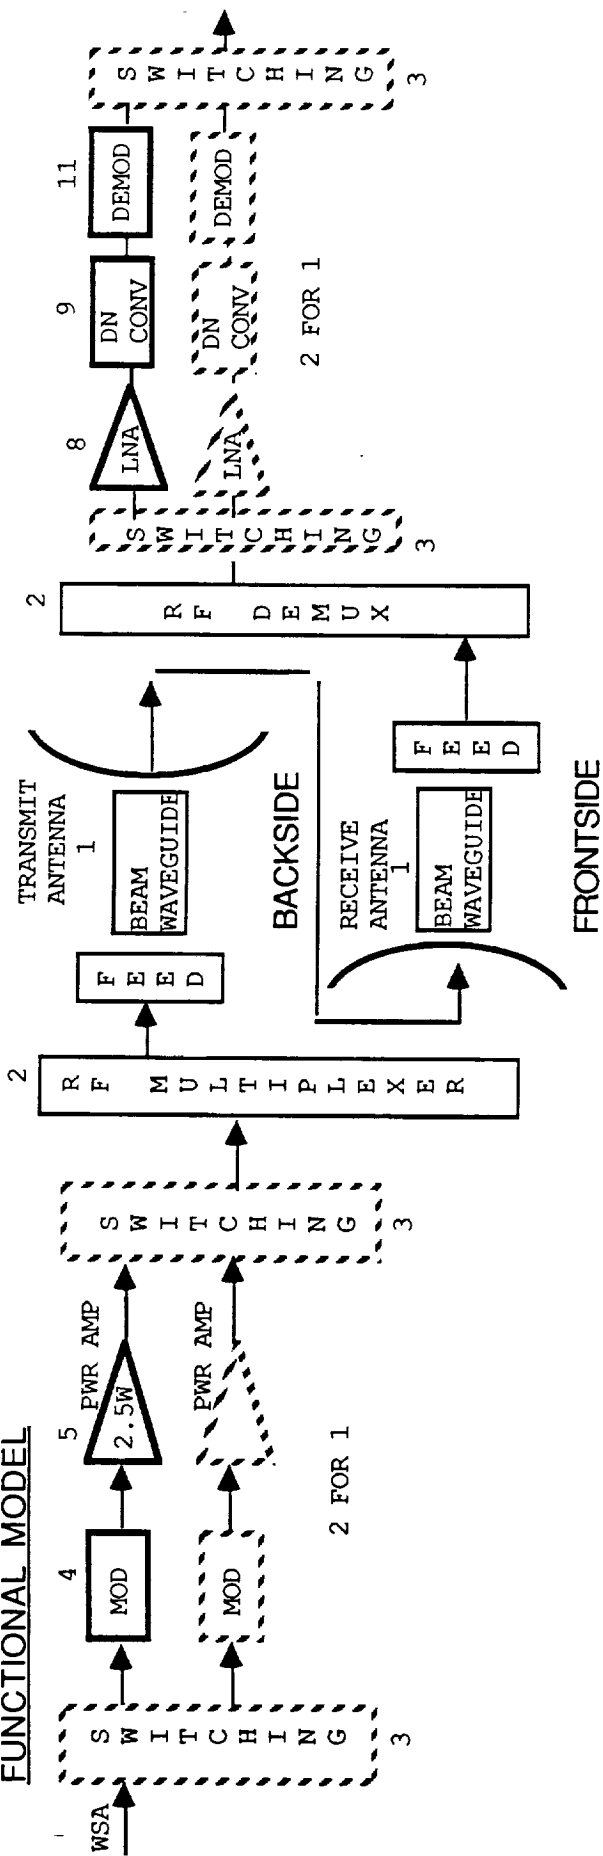 FUNCTIONAL MODEL
WSA
SWITCHING
3
4
MOD
MOD
5
PWR AMP
2.5W
PWR AMP
2 FOR 1
SWITCHING
3
2
RF MULTIPLEXER
FEED
TRANSMIT
ANTENNA
1
BEAM
WAVEGUIDE
BACKSIDE
RECEIVE
ANTENNA
1
BEAM
WAVEGUIDE
FEED
FRONTSIDE
2
RF DEMUX
SWITCHING
3
8
LNA
LNA
9
DN
CONV
DN
CONV
2 FOR 1
11
DEMOD
DEMOD
SWITCHING
3